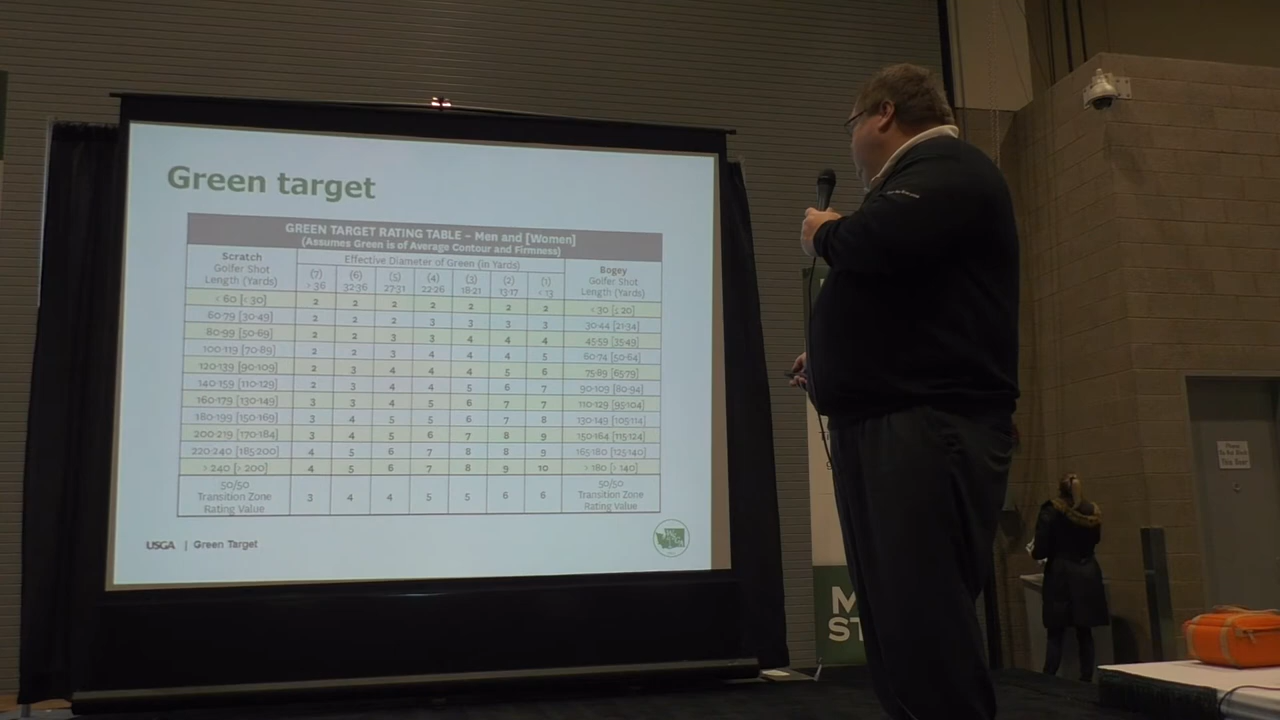 Green target
GREEN TARGET RATING TABLE – Men and [Women]
(Assumes Green is of Average Contour and Firmness)
Scratch Golfer Shot Length (Yards) Effective Diameter of Green (in Yards) Bogey Golfer Shot Length (Yards)
(7) > 36 (6) 32-36 (5) 27-31 (4) 22-26 (3) 18-21 (2) 13-17 (1) < 13
< 60 [< 30] 2 2 2 2 2 2 2 < 30 [≤ 20]
60-79 [30-49] 2 2 2 3 3 3 3 30-44 [21-34]
80-99 [50-69] 2 2 3 3 4 4 4 45-59 [35-49]
100-119 [70-89] 2 2 3 4 4 4 5 60-74 [50-64]
120-139 [90-109] 2 3 4 4 4 5 6 75-89 [65-79]
140-159 [110-129] 2 3 4 4 5 6 7 90-109 [80-94]
160-179 [130-149] 3 3 4 5 6 7 7 110-129 [95-104]
180-199 [150-169] 3 4 5 5 6 7 8 130-149 [105-114]
200-219 [170-184] 3 4 5 6 7 8 9 150-164 [115-124]
220-240 [185-200] 4 5 6 7 8 8 9 165-180 [125-140]
> 240 [> 200] 4 5 6 7 8 9 10 > 180 [> 140]
50/50 Transition Zone Rating Value 3 4 4 5 5 6 6 50/50 Transition Zone Rating Value
USGA | Green Target
M
ST
Please
Do Not Block
This Door